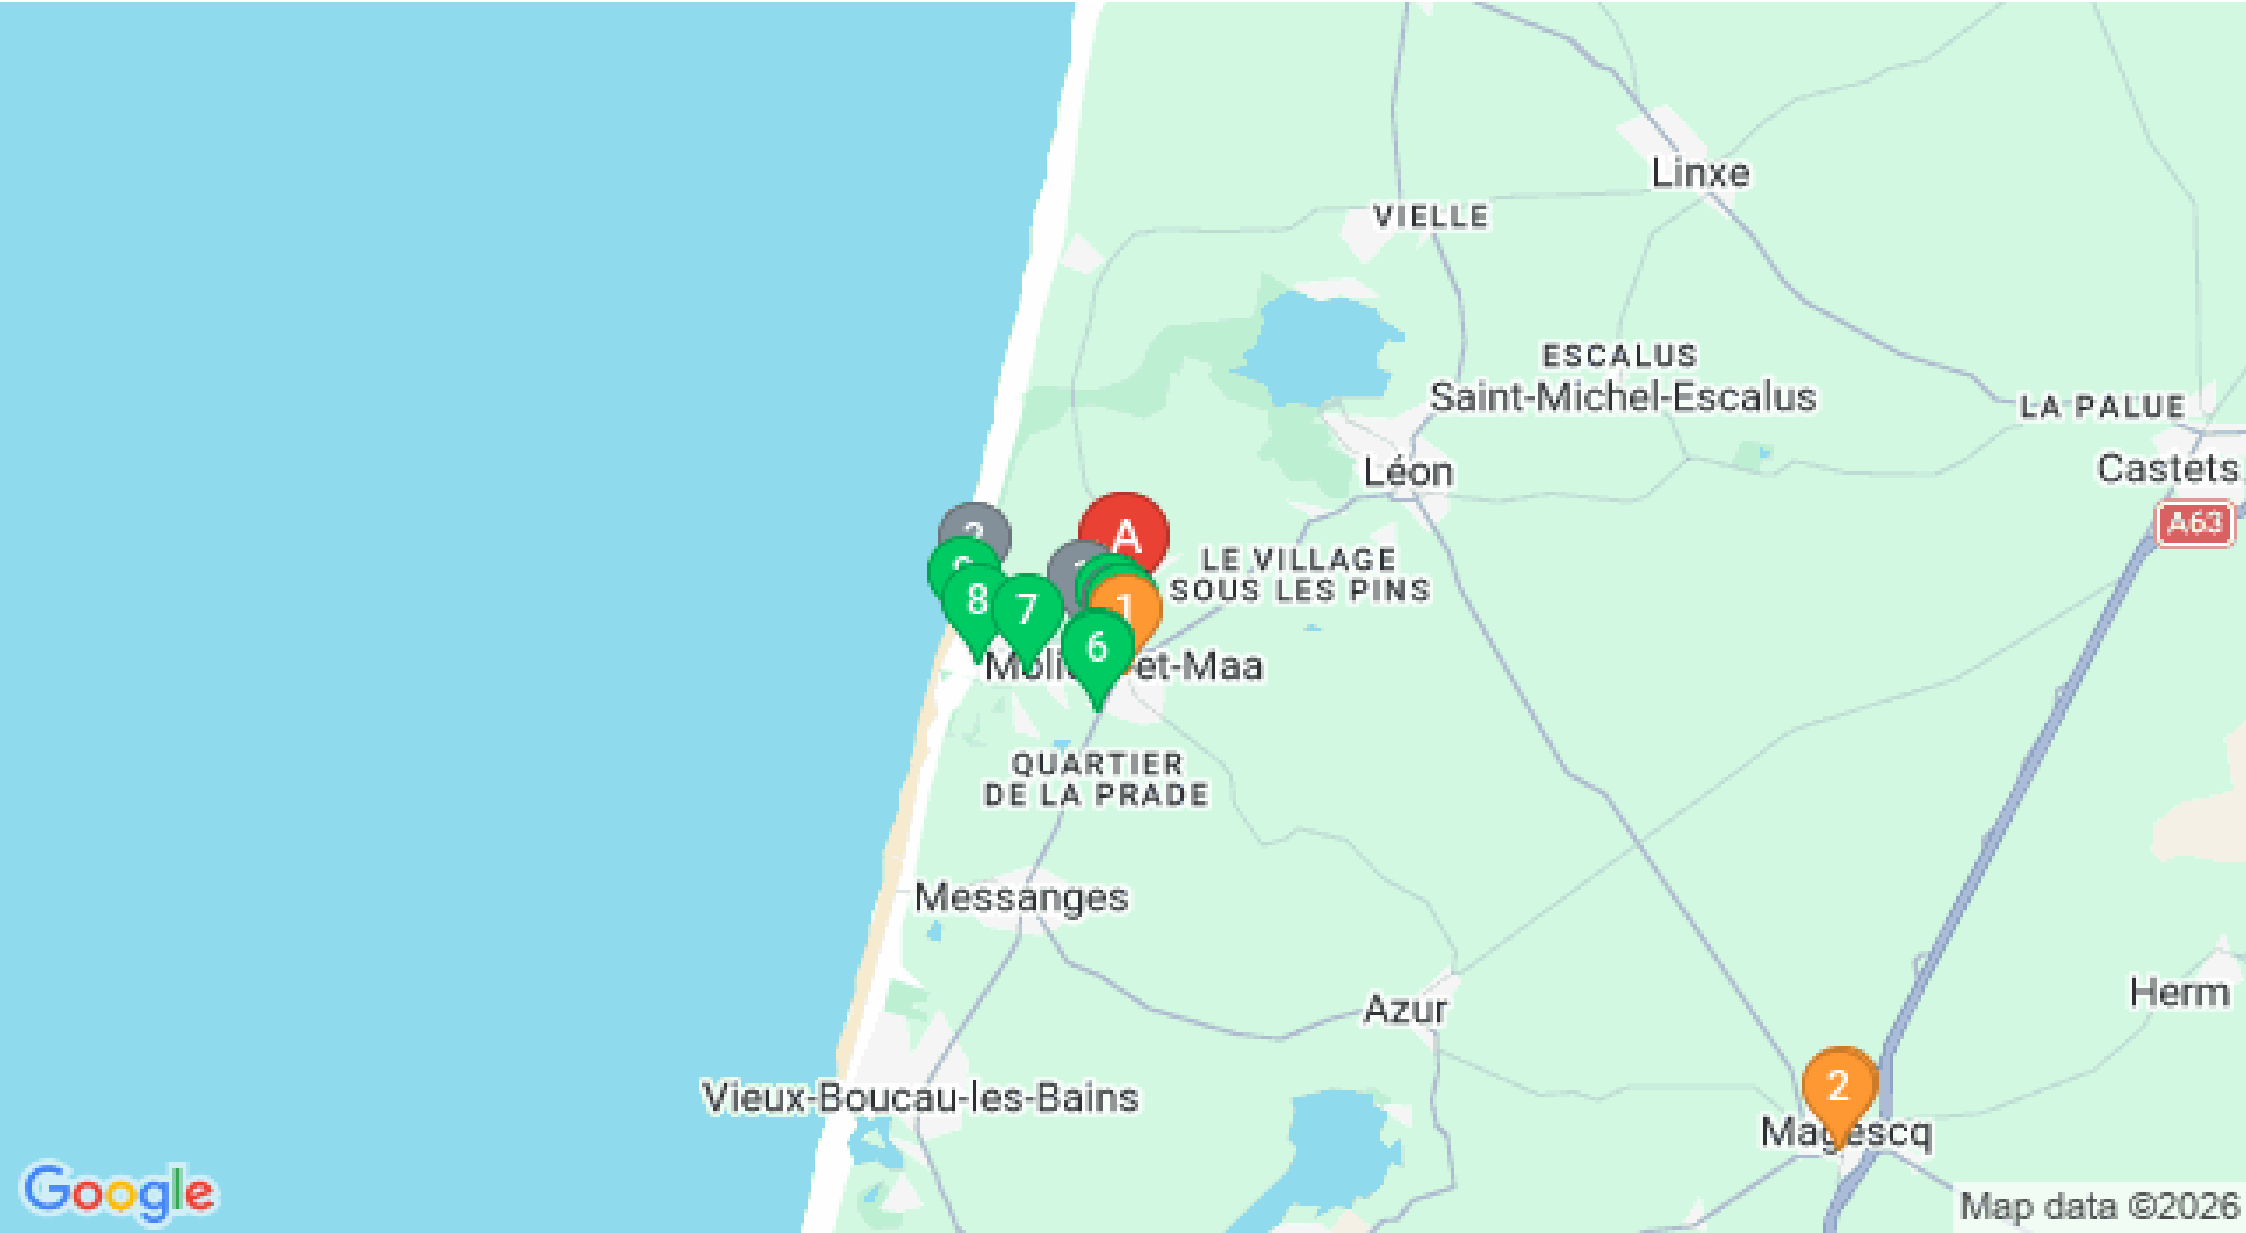 Linxe
VIELLE
ESCALUS
Saint-Michel-Escalus
LA PALUE
Castets
Léon
A63
A
LE VILLAGE
SOUS LES PINS
8
7
1
6
et-Maa
QUARTIER
DE LA PRADE
Messanges
Azur
Herm
2
Vieux-Boucau-les-Bains
Magescq
Google
Map data ©2026